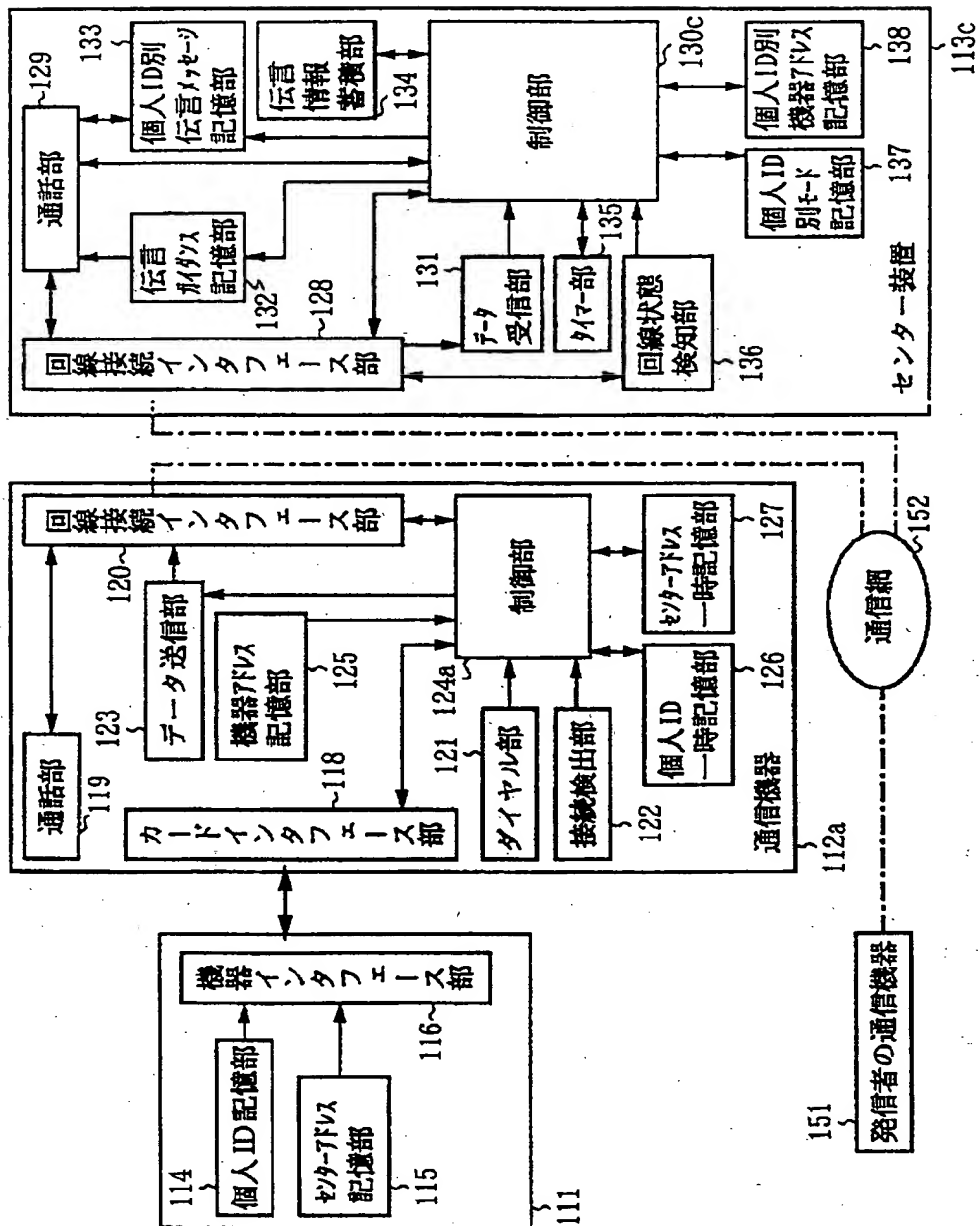 114
個人ID記憶部
センターアドレス
記憶部
115
機器インタフェース部
116
111
通話部
119
回線接続インタフェース部
120
データ送信部
123
機器アドレス
記憶部
125
カードインタフェース部
118
制御部
124a
121
ダイヤル部
接続検出部
122
センターアドレス
一時記憶部
127
個人ID
一時記憶部
126
通信機器
112a
129
通話部
133
個人ID別
伝言メッセージ
記憶部
伝言
情報
蓄積部
134
伝言
ガイダンス
記憶部
132
128
回線接続インタフェース部
制御部
130c
131
データ
受信部
タイマー部
135
回線状態
検知部
136
個人ID別
機器アドレス
記憶部
138
個人ID
別モード
記憶部
137
センター装置
113c
通信網
152
151
発信者の通信機器